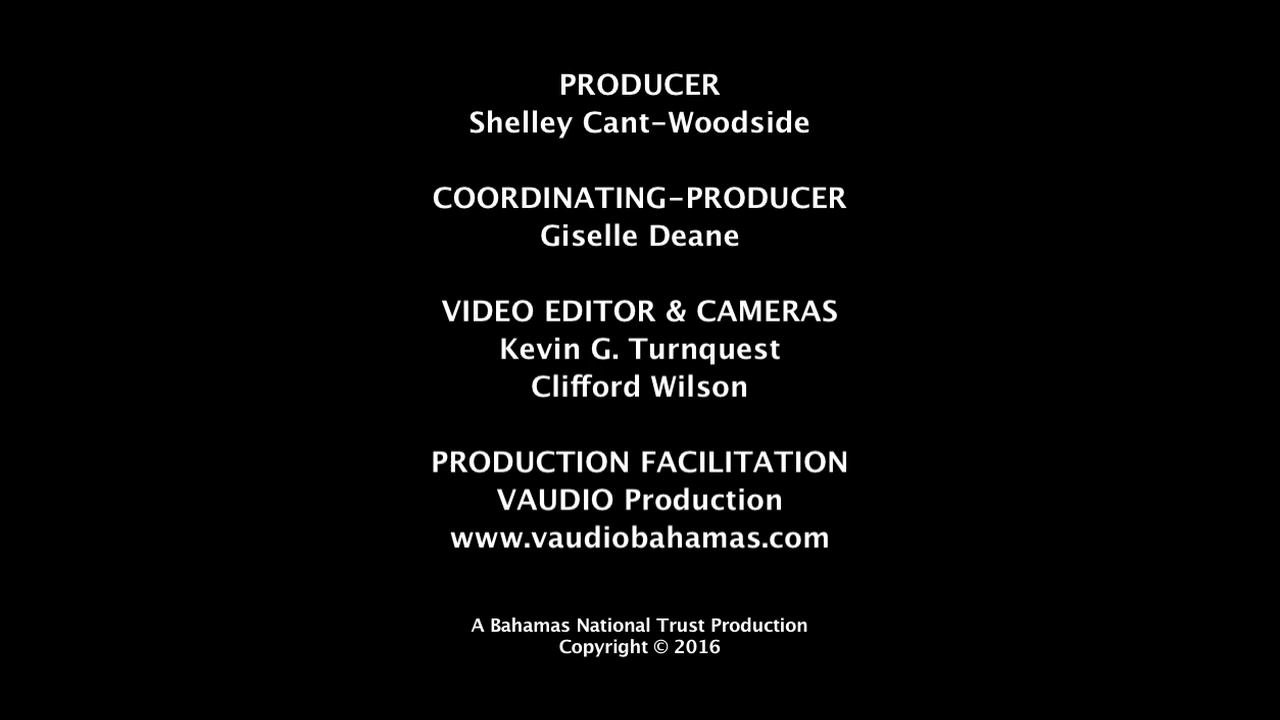 PRODUCER
Shelley Cant-Woodside
COORDINATING-PRODUCER
Giselle Deane
VIDEO EDITOR & CAMERAS
Kevin G. Turnquest
Clifford Wilson
PRODUCTION FACILITATION
VAUDIO Production
www.vaudiobahamas.com
A Bahamas National Trust Production
Copyright © 2016